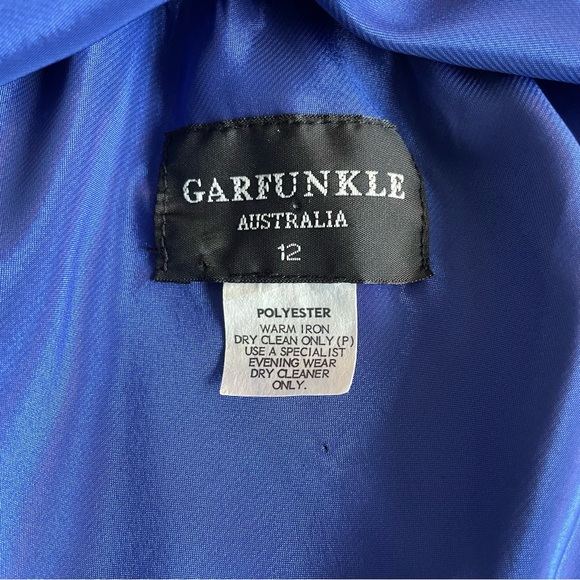 GARFUNKLE
AUSTRALIA
12
POLYESTER
WARM IRON
DRY CLEAN ONLY (P)
USE A SPECIALIST
EVENING WEAR
DRY CLEANER
ONLY.